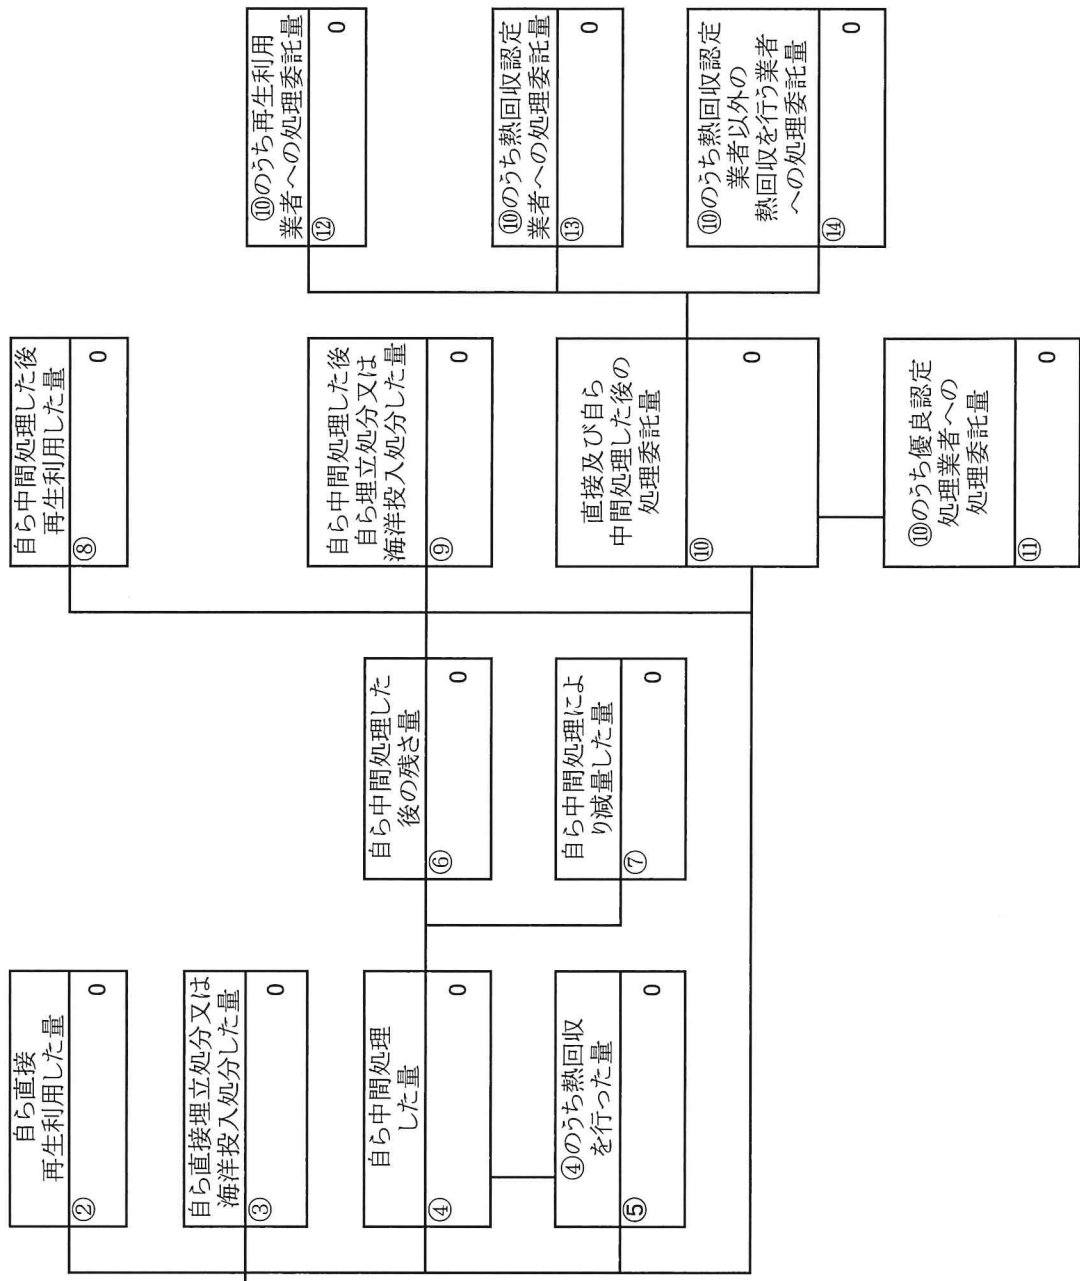 自ら直接
再生利用した量
②
0
自ら直接埋立処分又は
海洋投入処分した量
③
0
自ら中間処理
した量
④
0
④のうち熱回収
を行った量
⑤
0
自ら中間処理した
後の残さ量
⑥
0
自ら中間処理によ
り減量した量
⑦
0
自ら中間処理した後
再生利用した量
⑧
0
自ら中間処理した後
自ら埋立処分又は
海洋投入処分した量
⑨
0
直接及び自ら
中間処理した後の
処理委託量
⑩
0
⑩のうち優良認定
処理業者への
処理委託量
⑪
0
⑩のうち再生利用
業者への処理委託量
⑫
0
⑩のうち熱回収認定
業者への処理委託量
⑬
0
⑩のうち熱回収認定
業者以外の
熱回収を行う業者
への処理委託量
⑭
0